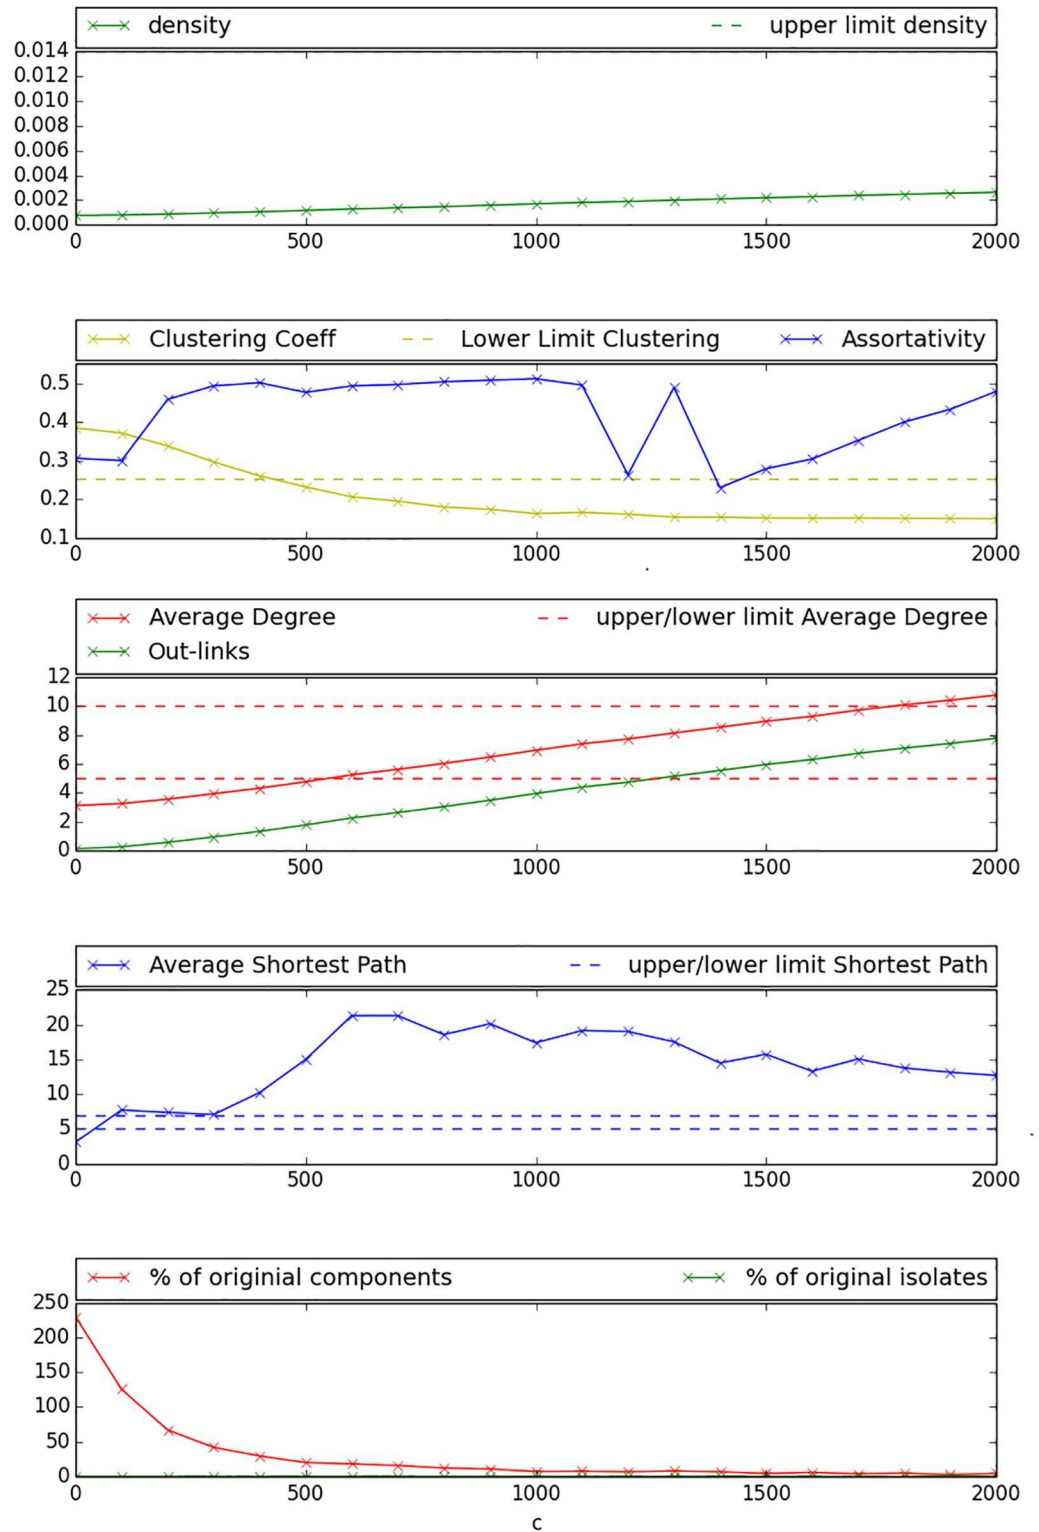 density upper limit density
0.014
0.012
0.010
0.008
0.006
0.004
0.002
0.000
0 500 1000 1500 2000
Clustering Coeff Lower Limit Clustering Assortativity
0.5
0.4
0.3
0.2
0.1
0 500 1000 1500 2000
Average Degree upper/lower limit Average Degree
Out-links
12
10
8
6
4
2
0
0 500 1000 1500 2000
Average Shortest Path upper/lower limit Shortest Path
25
20
15
10
5
0
0 500 1000 1500 2000
% of originial components % of original isolates
250
200
150
100
50
0
0 500 1000 1500 2000
c